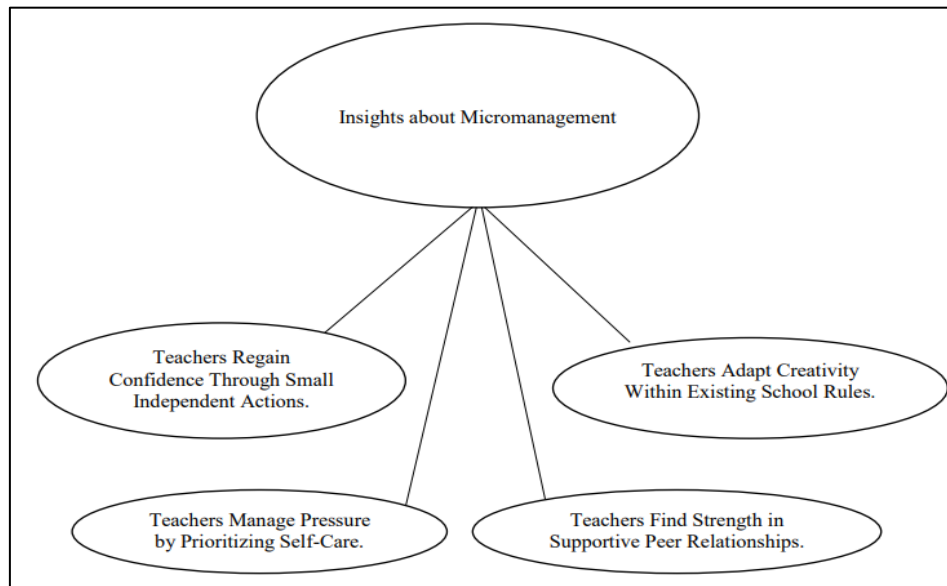 Insights about Micromanagement
Teachers Regain
Confidence Through Small
Independent Actions.
Teachers Adapt Creativity
Within Existing School Rules.
Teachers Manage Pressure
by Prioritizing Self-Care.
Teachers Find Strength in
Supportive Peer Relationships.